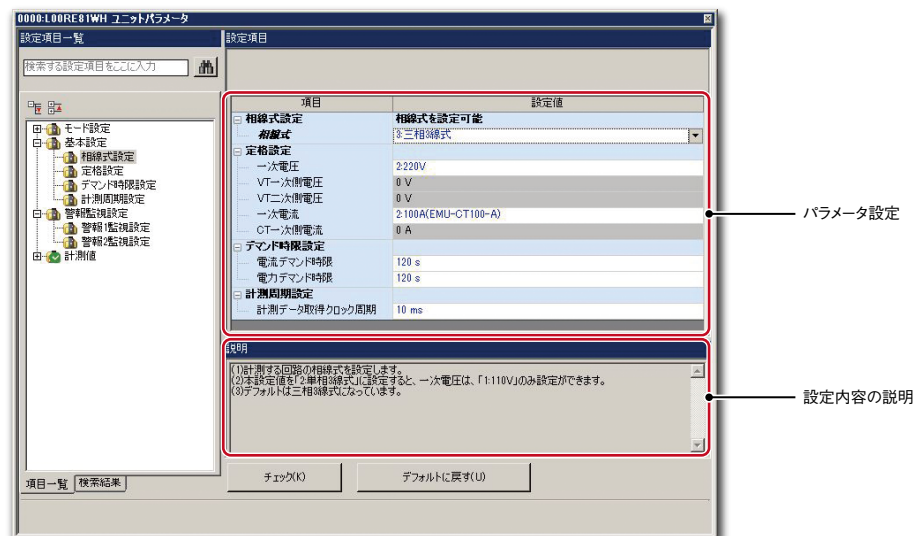 0000:L00RE81WH ユニットパラメータ
設定項目一覧
検索する設定項目をここに入力
モード設定
基本設定
相線式設定
定格設定
デマンド時限設定
計測周期設定
警報監視設定
警報1監視設定
警報2監視設定
計測値
項目一覧 検索結果
設定項目
項目 設定値
相線式設定 相線式を設定可能
相線式 3:三相3線式
定格設定
一次電圧 2:220V
VT一次側電圧 0 V
VT二次側電圧 0 V
一次電流 2:100A(EMU-CT100-A)
CT一次側電流 0 A
デマンド時限設定
電流デマンド時限 120 s
電力デマンド時限 120 s
計測周期設定
計測データ取得クロック周期 10 ms
説明
(1)計測する回路の相線式を設定します。
(2)本設定値を「2:単相3線式」に設定すると、一次電圧は、「1:110V」のみ設定ができます。
(3)デフォルトは三相3線式になっています。
チェック(K) デフォルトに戻す(U)
パラメータ設定
設定内容の説明